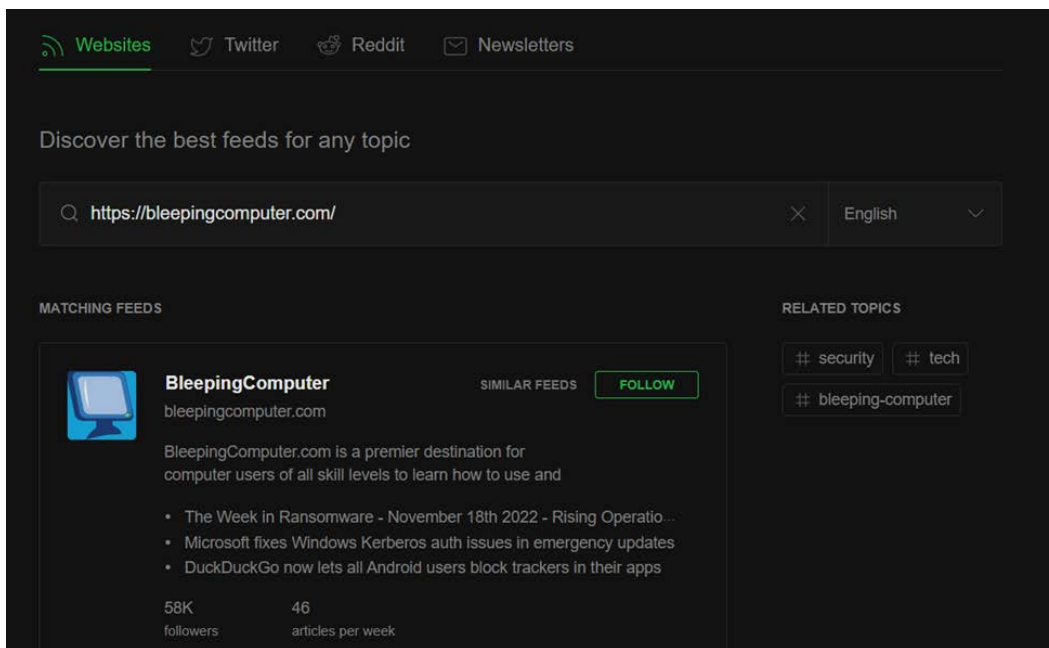 Websites Twitter Reddit Newsletters
Discover the best feeds for any topic
https://bleepingcomputer.com/ English
MATCHING FEEDS
RELATED TOPICS
BleepingComputer SIMILAR FEEDS FOLLOW
bleepingcomputer.com
BleepingComputer.com is a premier destination for
computer users of all skill levels to learn how to use and
• The Week in Ransomware - November 18th 2022 - Rising Operatio...
• Microsoft fixes Windows Kerberos auth issues in emergency updates
• DuckDuckGo now lets all Android users block trackers in their apps
58K 46
followers articles per week
# security # tech
# bleeping-computer